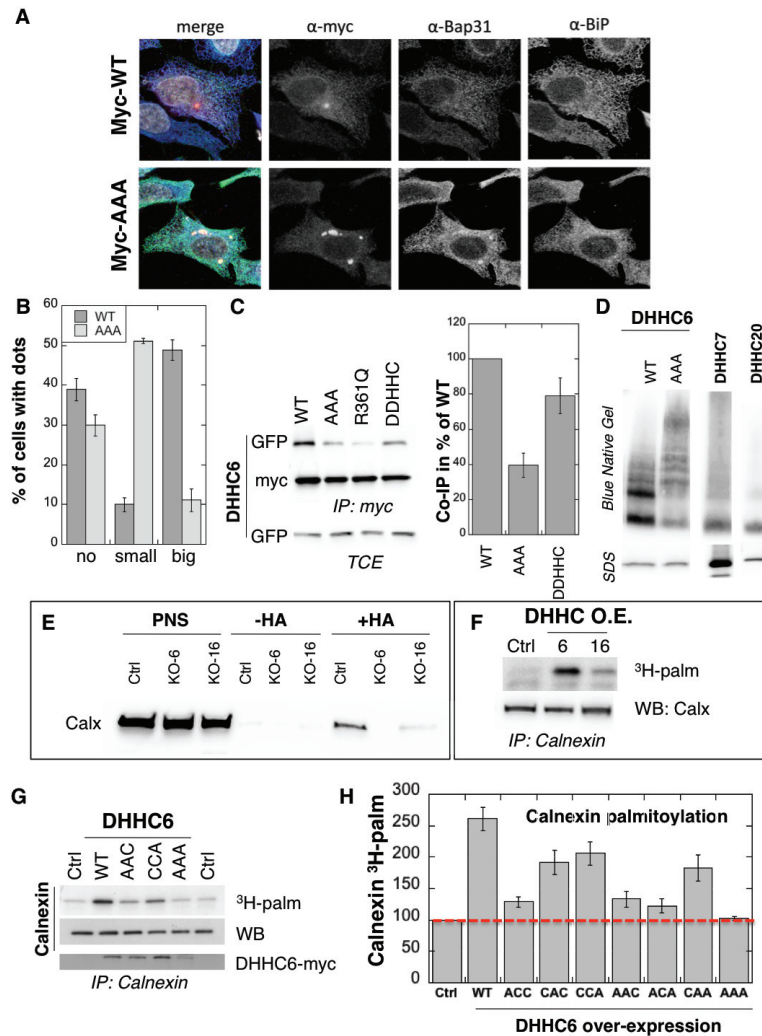 A
merge
α-myc
α-Bap31
α-BiP
Myc-WT
Myc-AAA
B
% of cells with dots
60
50
40
30
20
10
0
WT
AAA
no
small
big
C
DHHC6
WT
AAA
R361Q
DDHHC
GFP
myc
IP: myc
GFP
TCE
Co-IP in % of WT
120
100
80
60
40
20
0
WT
AAA
DDHHC
D
DHHC6
WT
AAA
DHHC7
DHHC20
Blue Native Gel
SDS
E
PNS
-HA
+HA
Ctrl
KO-6
KO-16
Ctrl
KO-6
KO-16
Ctrl
KO-6
KO-16
Calx
F
DHHC O.E.
Ctrl
6
16
³H-palm
WB: Calx
IP: Calnexin
G
DHHC6
Ctrl
WT
AAC
CCA
AAA
Ctrl
Calnexin
³H-palm
WB
DHHC6-myc
IP: Calnexin
H
Calnexin palmitoylation
Calnexin ³H-palm
300
250
200
150
100
50
0
Ctrl
WT
ACC
CAC
CCA
AAC
ACA
CAA
AAA
DHHC6 over-expression